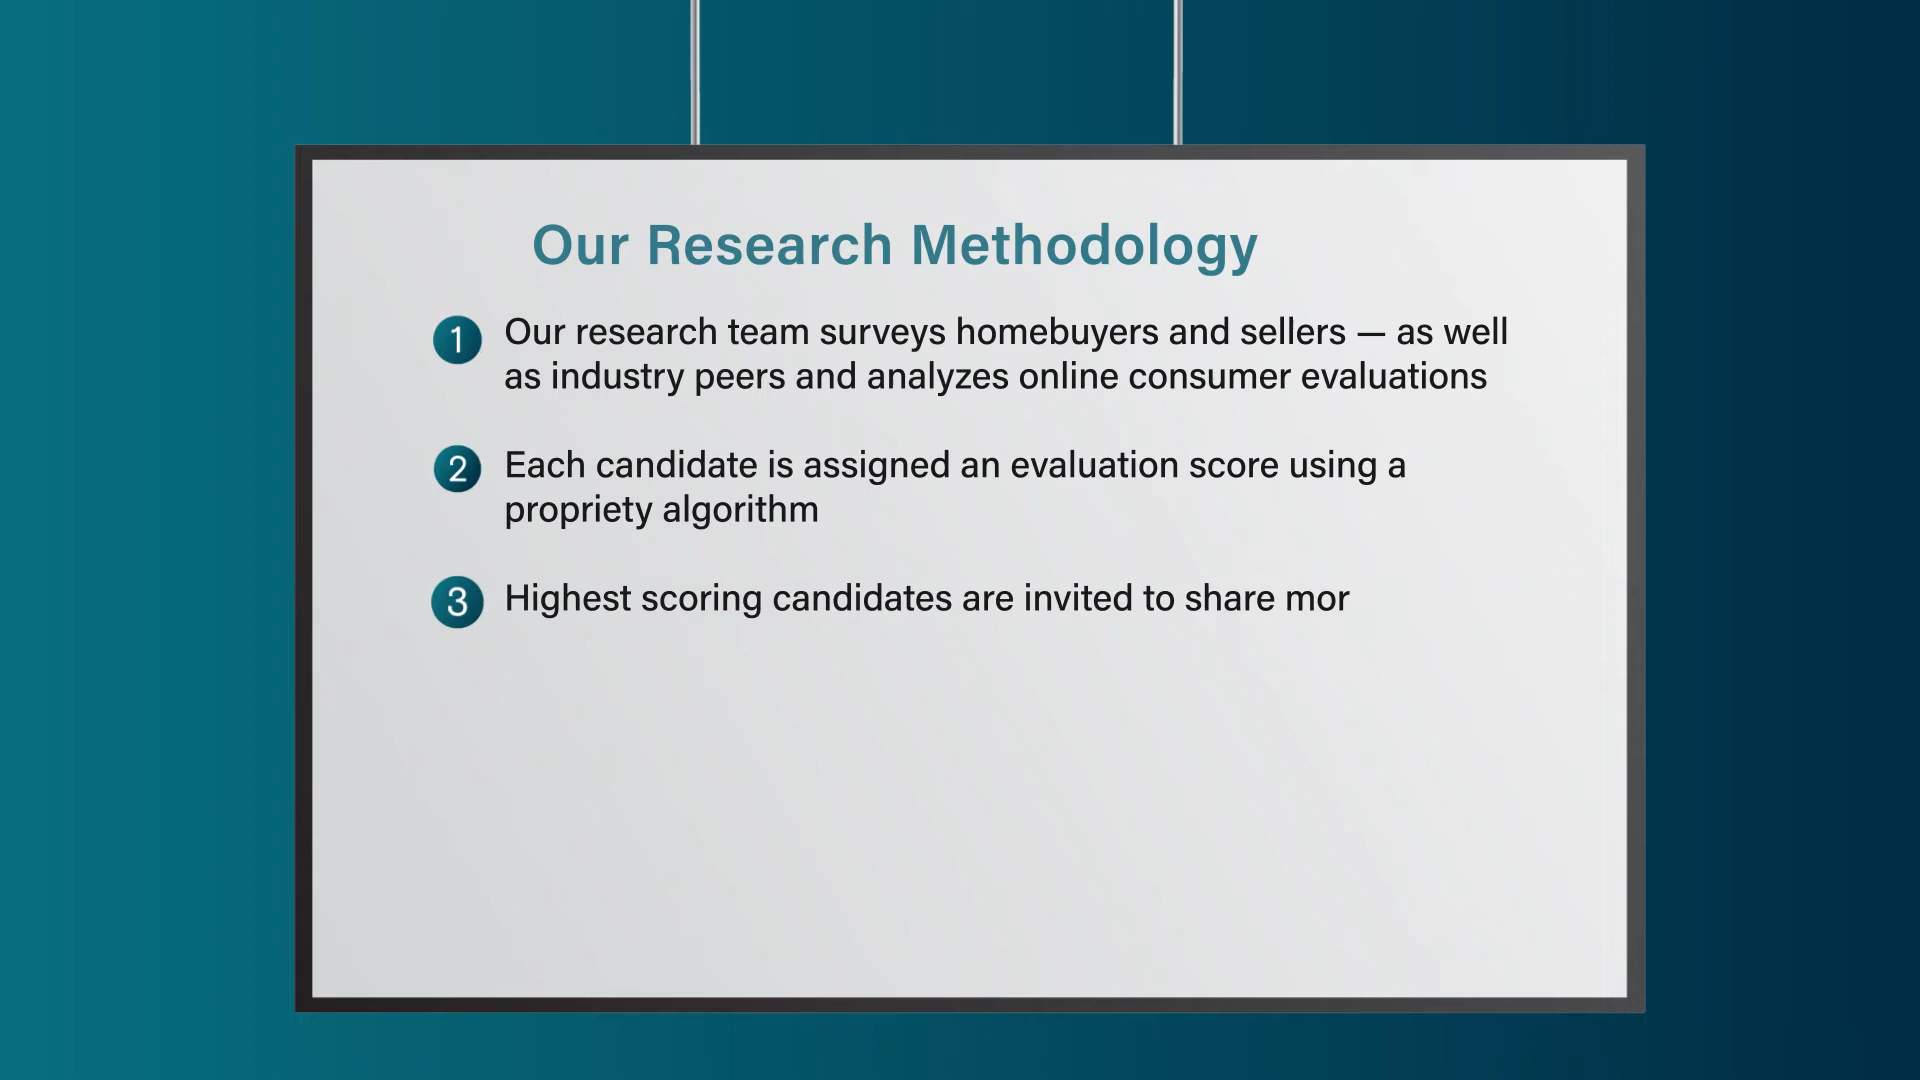 Our Research Methodology
1 Our research team surveys homebuyers and sellers — as well
as industry peers and analyzes online consumer evaluations
2 Each candidate is assigned an evaluation score using a
propriety algorithm
3 Highest scoring candidates are invited to share mor